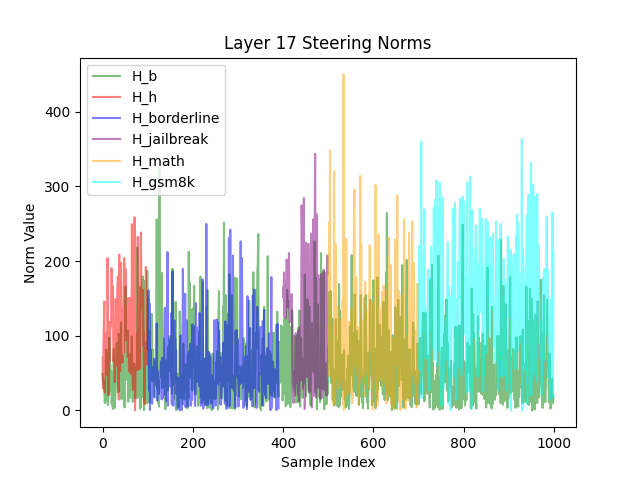 Layer 17 Steering Norms
H_b
H_h
H_borderline
H_jailbreak
H_math
H_gsm8k
Norm Value
400
300
200
100
0
0
200
400
600
800
1000
Sample Index